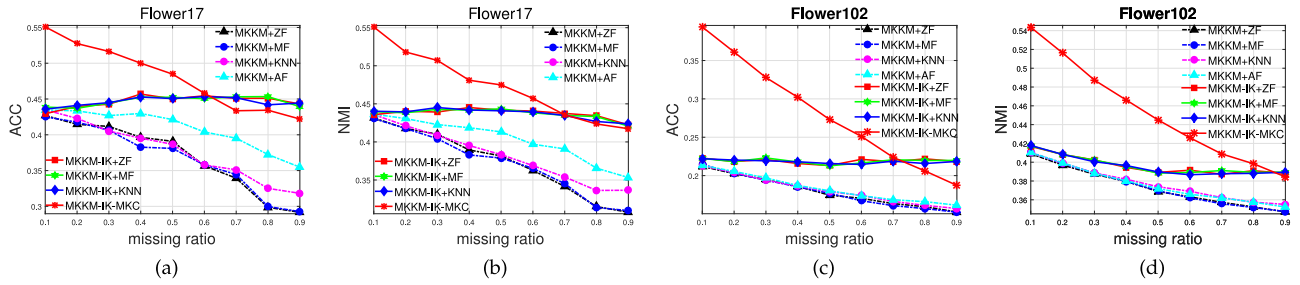 Flower17
ACC
0.55
0.5
0.45
0.4
0.35
0.3
MKKM+ZF
MKKM+MF
MKKM+KNN
MKKM+AF
MKKM-IK+ZF
MKKM-IK+MF
MKKM-IK+KNN
MKKM-IK-MKC
0.1 0.2 0.3 0.4 0.5 0.6 0.7 0.8 0.9
missing ratio
(a)
Flower17
NMI
0.55
0.5
0.45
0.4
0.35
MKKM+ZF
MKKM+MF
MKKM+KNN
MKKM+AF
MKKM-IK+ZF
MKKM-IK+MF
MKKM-IK+KNN
MKKM-IK-MKC
0.1 0.2 0.3 0.4 0.5 0.6 0.7 0.8 0.9
missing ratio
(b)
Flower102
ACC
0.35
0.3
0.25
0.2
MKKM+ZF
MKKM+MF
MKKM+KNN
MKKM+AF
MKKM-IK+ZF
MKKM-IK+MF
MKKM-IK+KNN
MKKM-IK-MKC
0.1 0.2 0.3 0.4 0.5 0.6 0.7 0.8 0.9
missing ratio
(c)
Flower102
NMI
0.54
0.52
0.5
0.48
0.46
0.44
0.42
0.4
0.38
0.36
MKKM+ZF
MKKM+MF
MKKM+KNN
MKKM+AF
MKKM-IK+ZF
MKKM-IK+MF
MKKM-IK+KNN
MKKM-IK-MKC
0.1 0.2 0.3 0.4 0.5 0.6 0.7 0.8 0.9
missing ratio
(d)